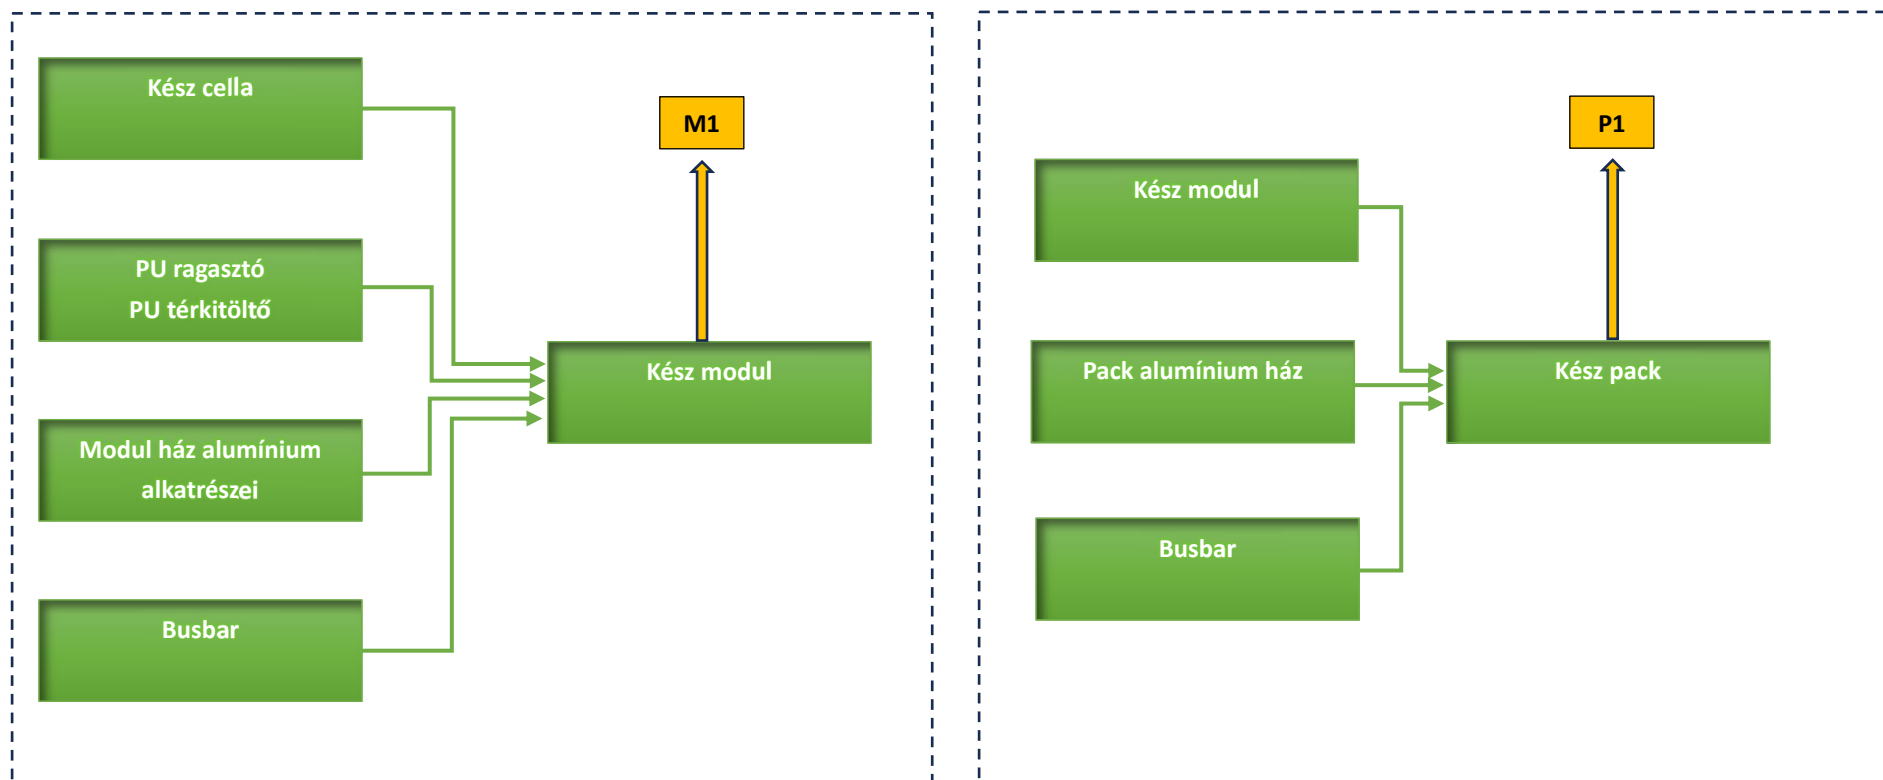 Kész cella
M1
PU ragasztó
PU térkitöltő
Kész modul
Modul ház alumínium
alkatrészei
Busbar
P1
Kész modul
Pack alumínium ház
Kész pack
Busbar